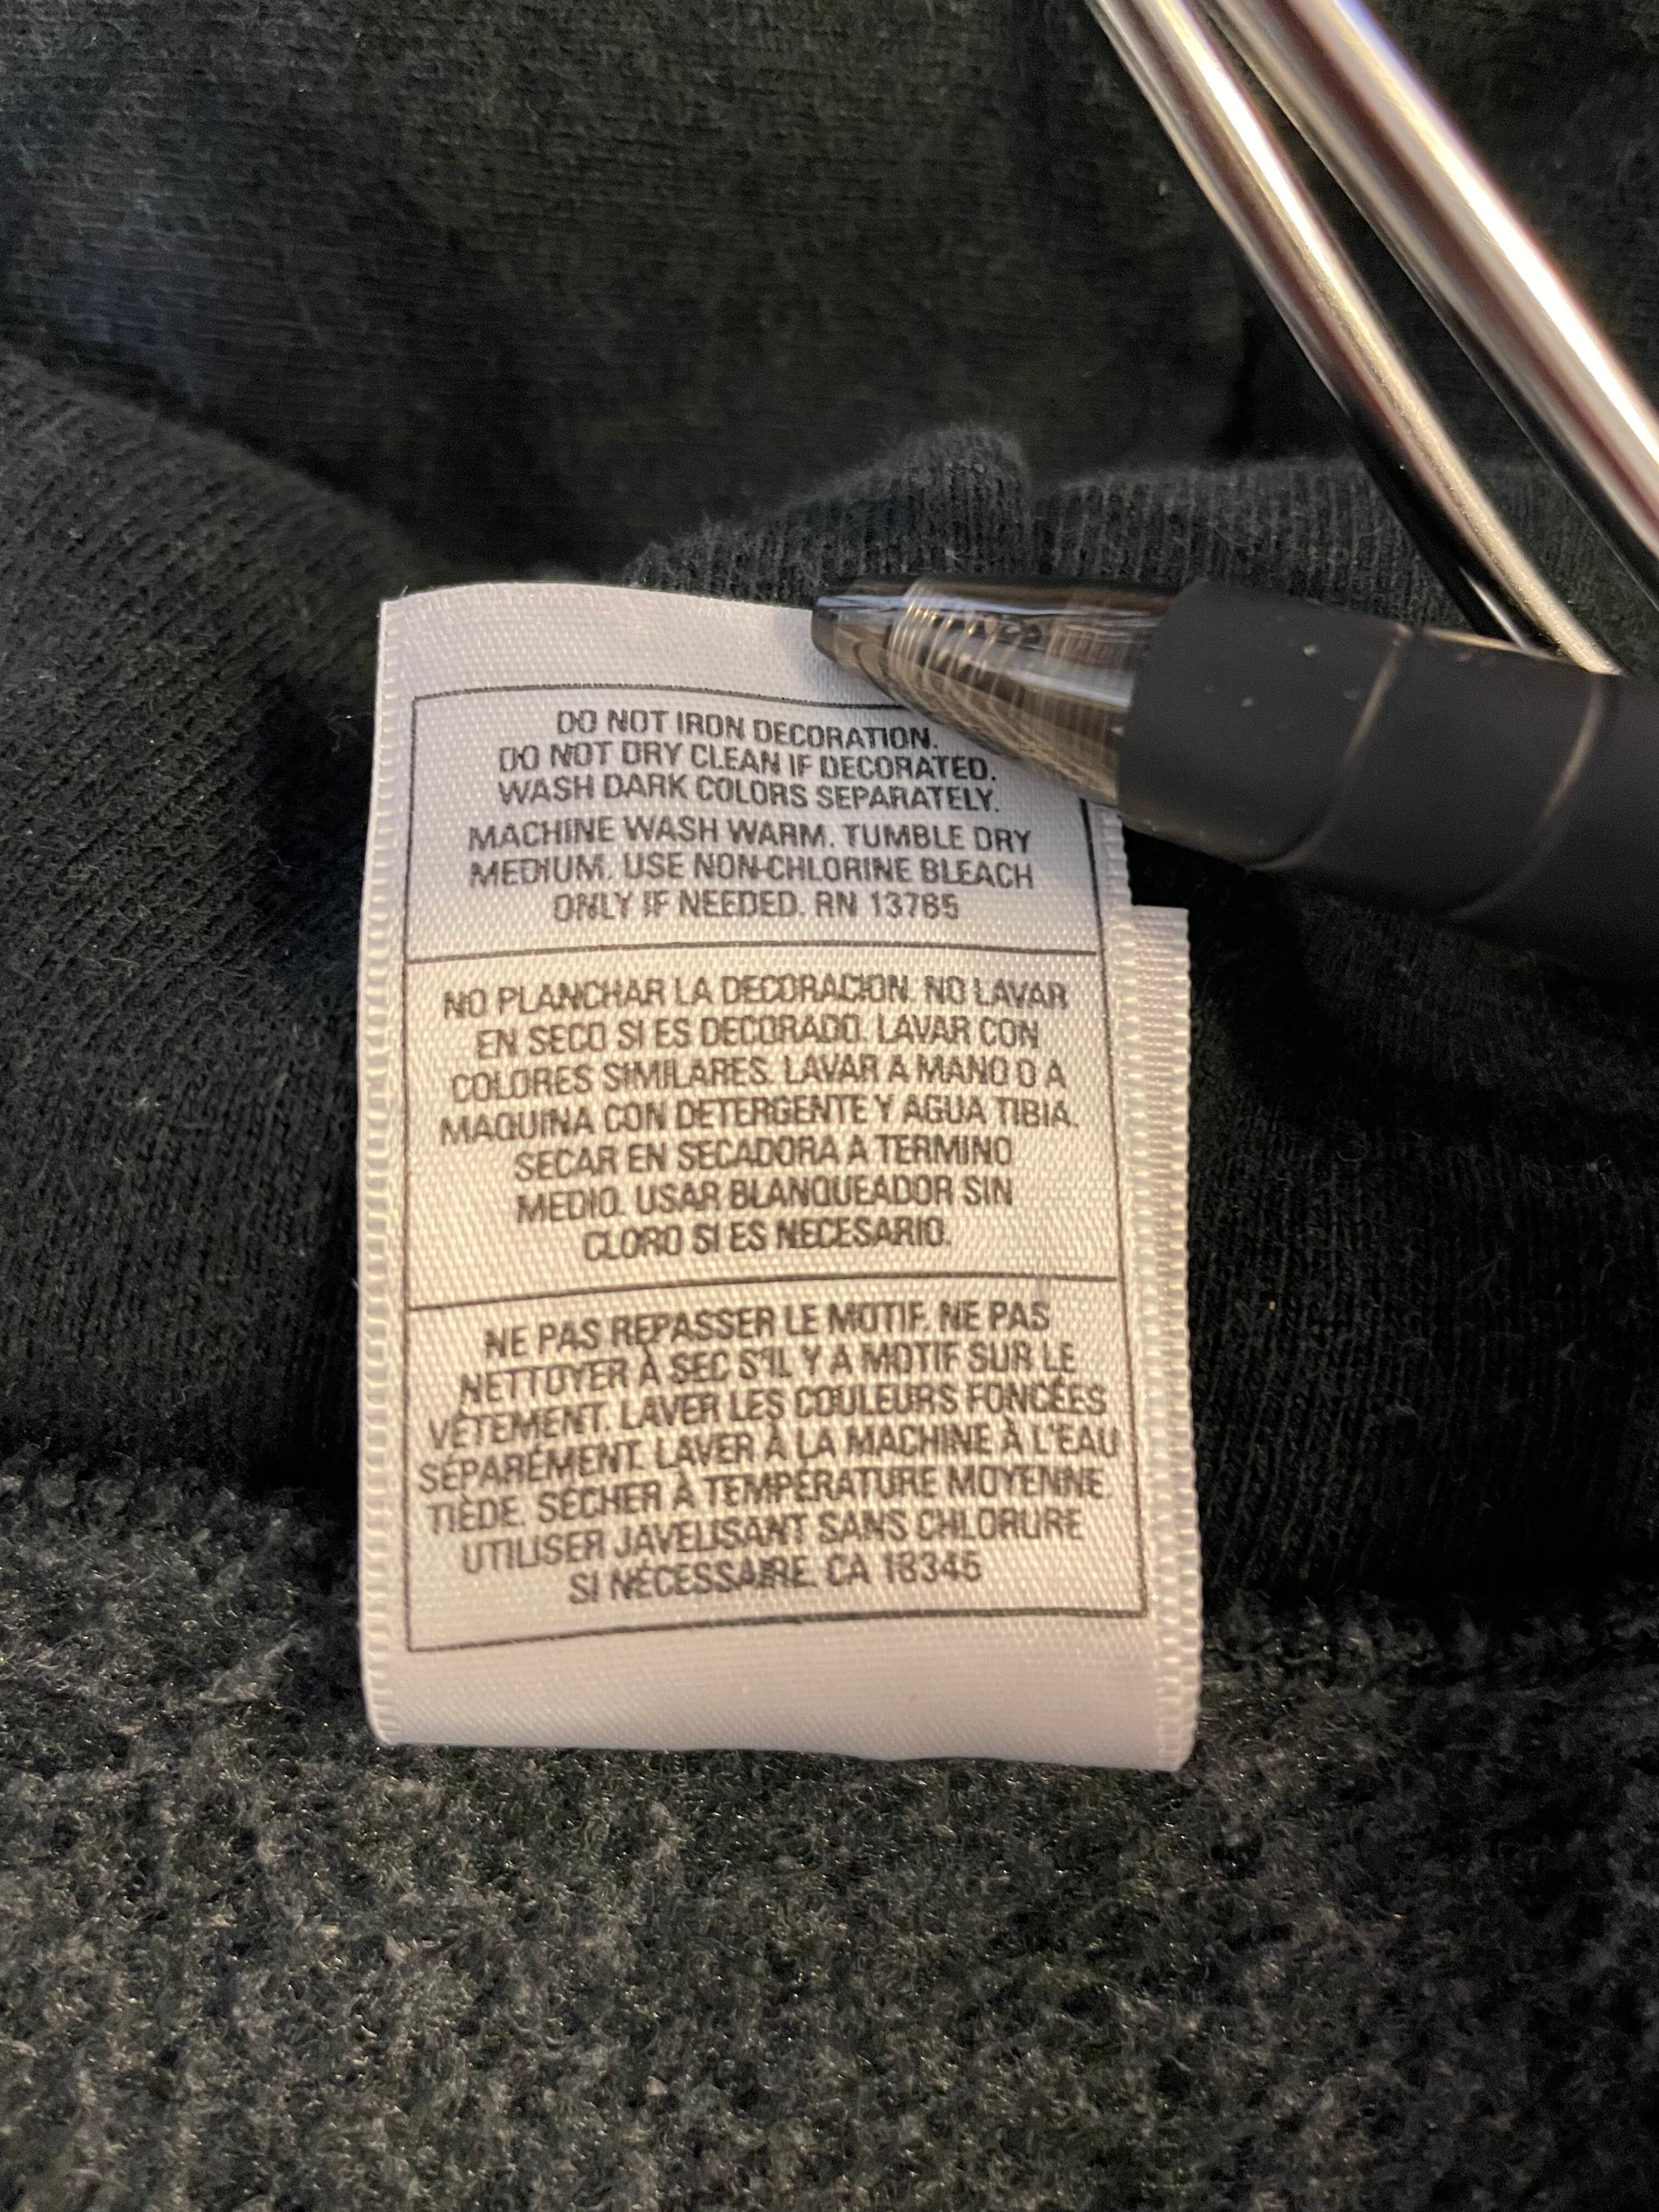 DO NOT IRON DECORATION.
DO NOT DRY CLEAN IF DECORATED.
WASH DARK COLORS SEPARATELY.
MACHINE WASH WARM. TUMBLE DRY
MEDIUM. USE NON-CHLORINE BLEACH
ONLY IF NEEDED. RN 13765
NO PLANCHAR LA DECORACION. NO LAVAR
EN SECO SI ES DECORADO. LAVAR CON
COLORES SIMILARES. LAVAR A MANO O A
MAQUINA CON DETERGENTE Y AGUA TIBIA.
SECAR EN SECADORA A TERMINO
MEDIO. USAR BLANQUEADOR SIN
CLORO SI ES NECESARIO.
NE PAS REPASSER LE MOTIF. NE PAS
NETTOYER À SEC S'IL Y A MOTIF SUR LE
VÊTEMENT. LAVER LES COULEURS FONCÉES
SÉPARÉMENT. LAVER À LA MACHINE À L'EAU
TIÈDE. SÉCHER À TEMPÉRATURE MOYENNE.
UTILISER JAVELISANT SANS CHLORURE
SI NÉCESSAIRE. CA 18345